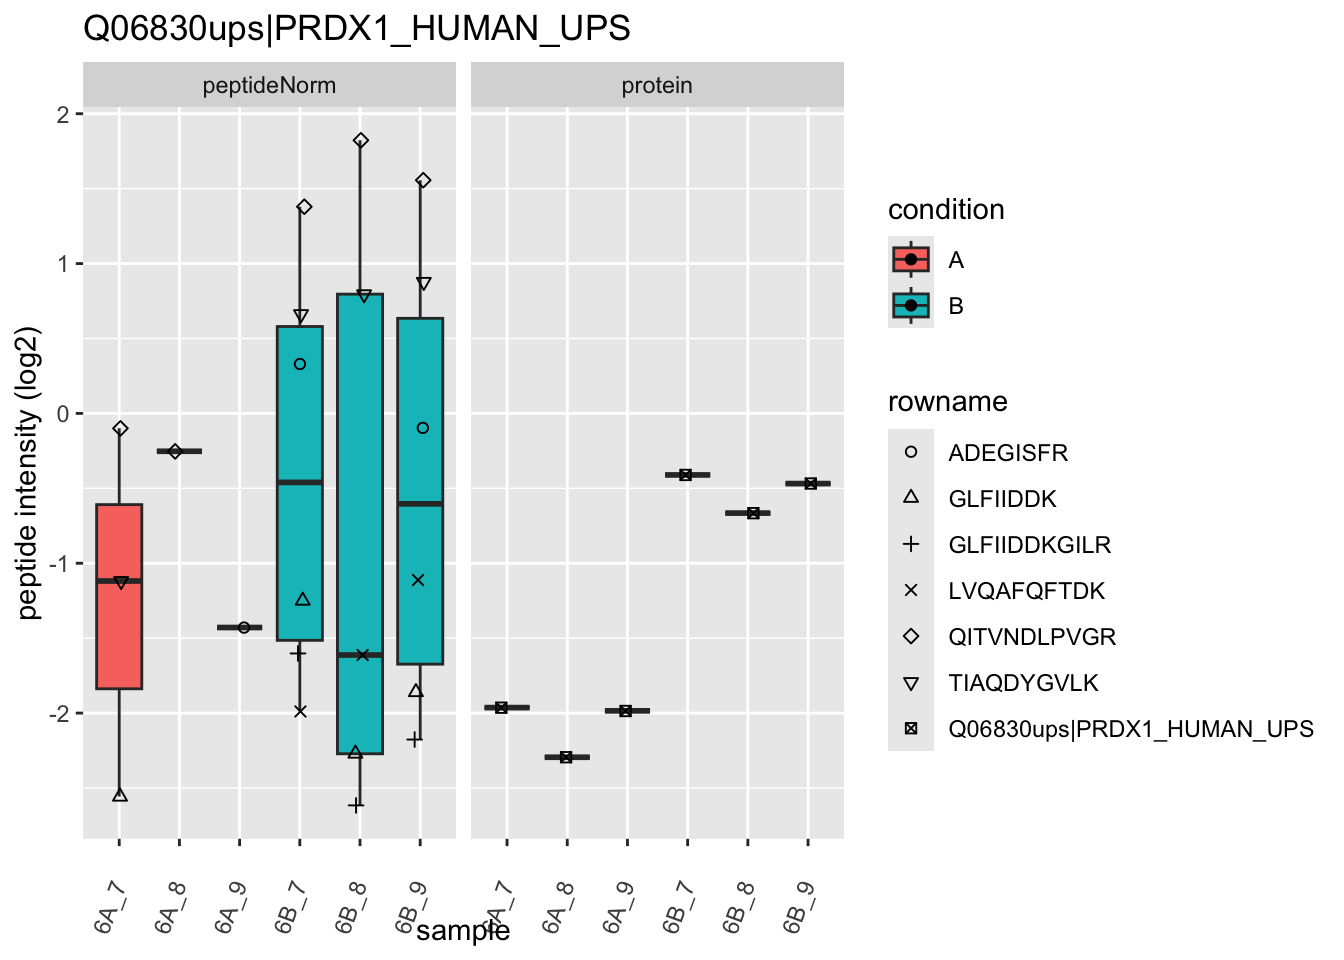 Q06830ups|PRDX1_HUMAN_UPS
peptideNorm protein
2
1
0
-1
-2
peptide intensity (log2)
6A_7 6A_8 6A_9 6B_7 6B_8 6B_9 6A_7 6A_8 6A_9 6B_7 6B_8 6B_9
sample
condition
A
B
rowname
ADEGISFR
GLFIIDDK
GLFIIDDKGILR
LVQAFQFTDK
QITVNDLPVGR
TIAQDYGVLK
Q06830ups|PRDX1_HUMAN_UPS